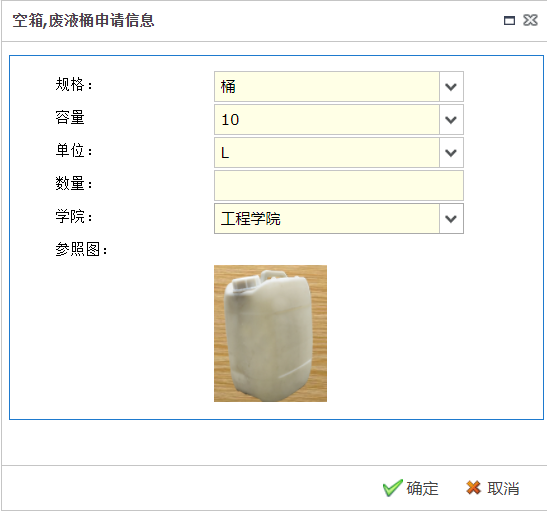 空箱,废液桶申请信息
规格： 桶
容量 10
单位： L
数量：
学院： 工程学院
参照图：
确定 取消